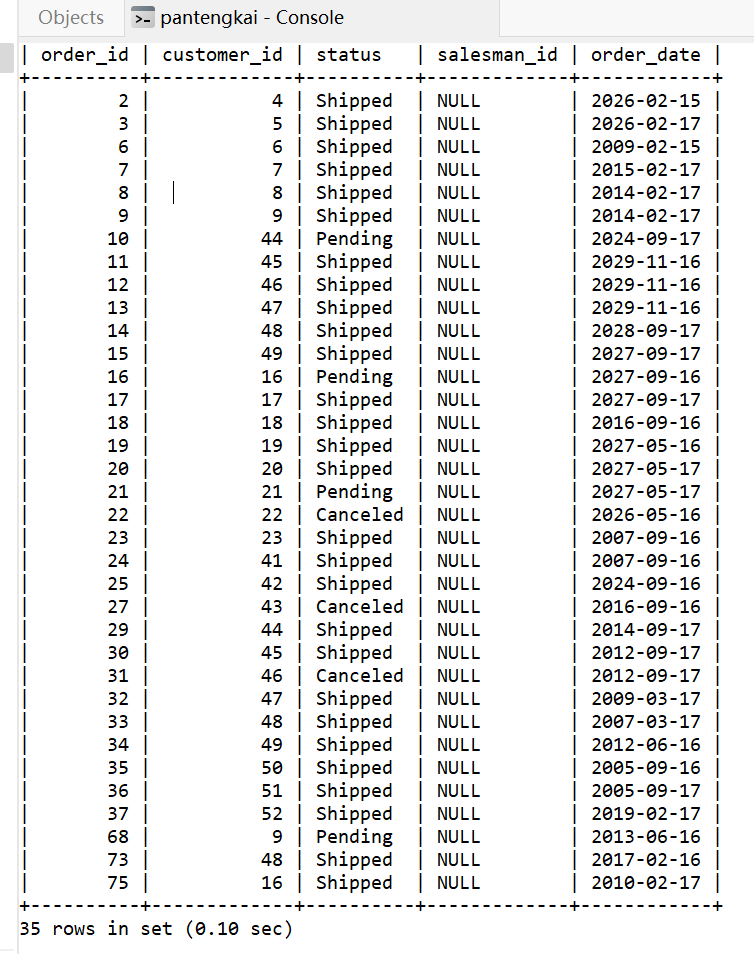 Objects >_ pantengkai - Console
| order_id | customer_id | status   | salesman_id | order_date |
+----------+-------------+----------+-------------+------------+
|        2 |           4 | Shipped  | NULL        | 2026-02-15 |
|        3 |           5 | Shipped  | NULL        | 2026-02-17 |
|        6 |           6 | Shipped  | NULL        | 2009-02-15 |
|        7 |           7 | Shipped  | NULL        | 2015-02-17 |
|        8 |           8 | Shipped  | NULL        | 2014-02-17 |
|        9 |           9 | Shipped  | NULL        | 2014-02-17 |
|       10 |          44 | Pending  | NULL        | 2024-09-17 |
|       11 |          45 | Shipped  | NULL        | 2029-11-16 |
|       12 |          46 | Shipped  | NULL        | 2029-11-16 |
|       13 |          47 | Shipped  | NULL        | 2029-11-16 |
|       14 |          48 | Shipped  | NULL        | 2028-09-17 |
|       15 |          49 | Shipped  | NULL        | 2027-09-17 |
|       16 |          16 | Pending  | NULL        | 2027-09-16 |
|       17 |          17 | Shipped  | NULL        | 2027-09-17 |
|       18 |          18 | Shipped  | NULL        | 2016-09-16 |
|       19 |          19 | Shipped  | NULL        | 2027-05-16 |
|       20 |          20 | Shipped  | NULL        | 2027-05-17 |
|       21 |          21 | Pending  | NULL        | 2027-05-17 |
|       22 |          22 | Canceled | NULL        | 2026-05-16 |
|       23 |          23 | Shipped  | NULL        | 2007-09-16 |
|       24 |          41 | Shipped  | NULL        | 2007-09-16 |
|       25 |          42 | Shipped  | NULL        | 2024-09-16 |
|       27 |          43 | Canceled | NULL        | 2016-09-16 |
|       29 |          44 | Shipped  | NULL        | 2014-09-17 |
|       30 |          45 | Shipped  | NULL        | 2012-09-17 |
|       31 |          46 | Canceled | NULL        | 2012-09-17 |
|       32 |          47 | Shipped  | NULL        | 2009-03-17 |
|       33 |          48 | Shipped  | NULL        | 2007-03-17 |
|       34 |          49 | Shipped  | NULL        | 2012-06-16 |
|       35 |          50 | Shipped  | NULL        | 2005-09-16 |
|       36 |          51 | Shipped  | NULL        | 2005-09-17 |
|       37 |          52 | Shipped  | NULL        | 2019-02-17 |
|       68 |           9 | Pending  | NULL        | 2013-06-16 |
|       73 |          48 | Shipped  | NULL        | 2017-02-16 |
|       75 |          16 | Shipped  | NULL        | 2010-02-17 |
+----------+-------------+----------+-------------+------------+
35 rows in set (0.10 sec)